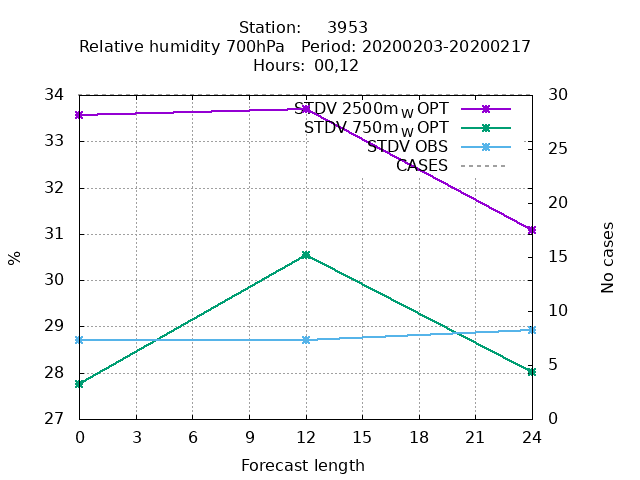 Station: 3953
Relative humidity 700hPa Period: 20200203-20200217
Hours: 00,12
34
33
32
31
30
29
28
27
30
25
20
15
10
5
0
STDV 2500m W OPT
STDV 750m W OPT
STDV OBS
CASES
%
No cases
0 3 6 9 12 15 18 21 24
Forecast length